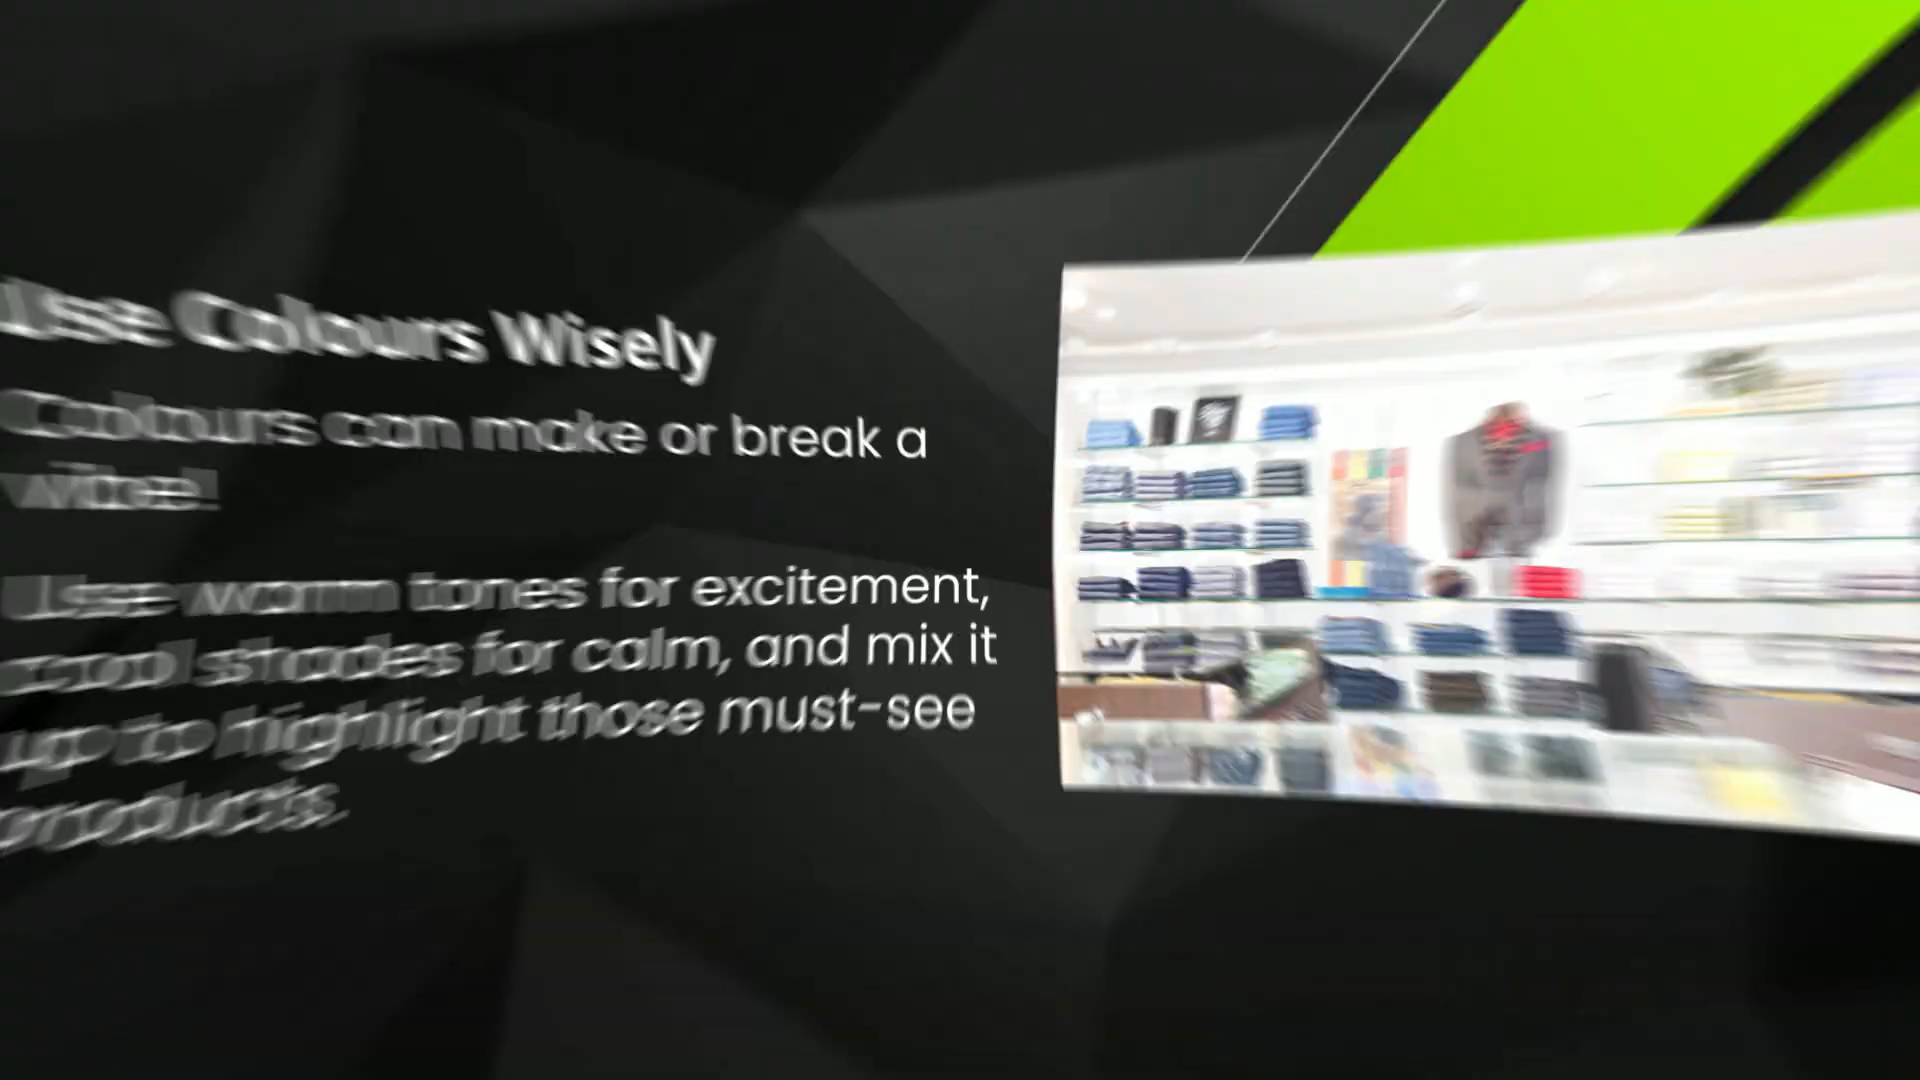 Use Colours Wisely
Colours can make or break a
vibe!
Use warm tones for excitement,
cool shades for calm, and mix it
up to highlight those must-see
products.